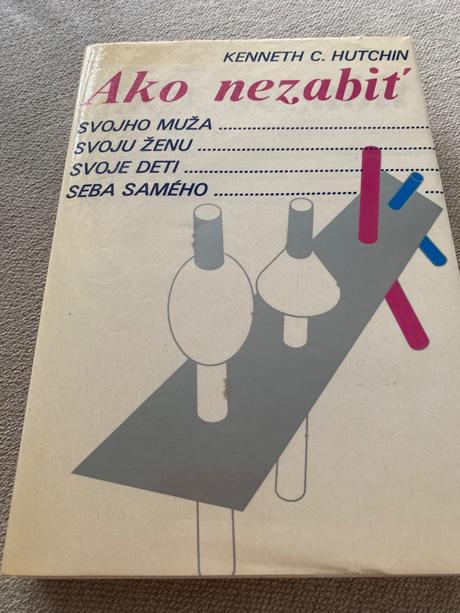 KENNETH C. HUTCHIN
Ako nezabiť
SVOJHO MUŽA ........................................
SVOJU ŽENU ........................................
SVOJE DETI ........................................
SEBA SAMÉHO ........................................